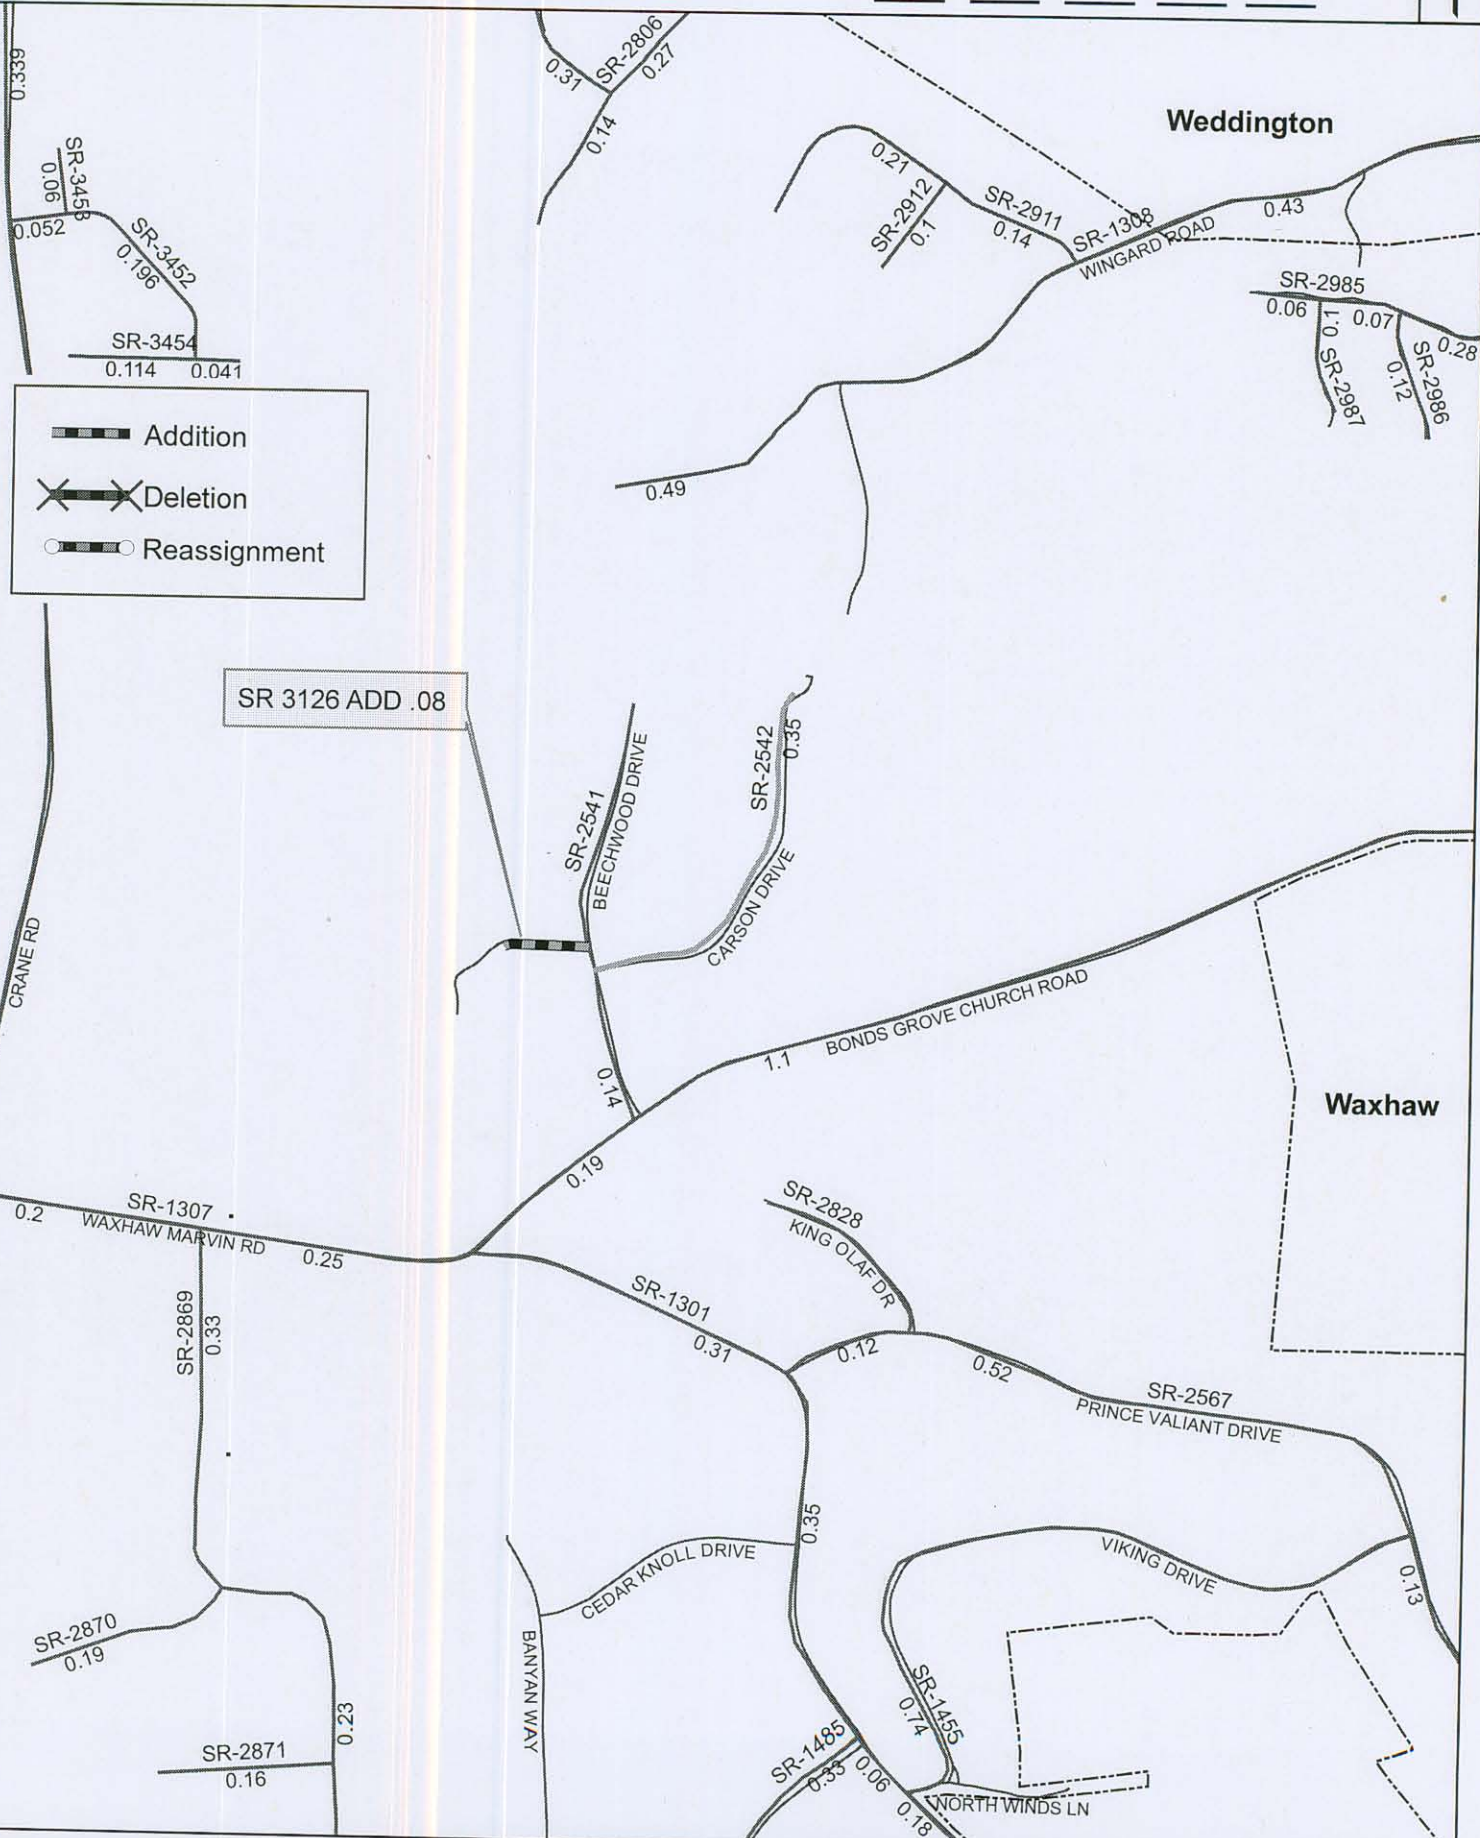 0.339
SR-2806
0.31
0.27
0.14
Weddington
SR-3453
0.06
0.052
SR-3452
0.196
SR-3454
0.114
0.041
0.21
SR-2912
0.1
SR-2911
0.14
SR-1308
WINGARD ROAD
0.43
SR-2985
0.06
0.1
0.07
0.28
SR-2987
0.12
SR-2986
Addition
Deletion
Reassignment
0.49
SR 3126 ADD .08
SR-2541
BEECHWOOD DRIVE
SR-2542
0.35
CARSON DRIVE
CRANE RD
BONDS GROVE CHURCH ROAD
1.1
0.14
Waxhaw
0.19
SR-1307
0.2
WAXHAW MARVIN RD
0.25
SR-2828
KING OLAF DR
SR-1301
0.31
SR-2869
0.33
0.12
0.52
SR-2567
PRINCE VALIANT DRIVE
0.35
CEDAR KNOLL DRIVE
VIKING DRIVE
0.13
SR-2870
0.19
BANYAN WAY
SR-1455
0.74
0.23
SR-2871
0.16
SR-1485
0.33
0.06
0.18
NORTH WINDS LN